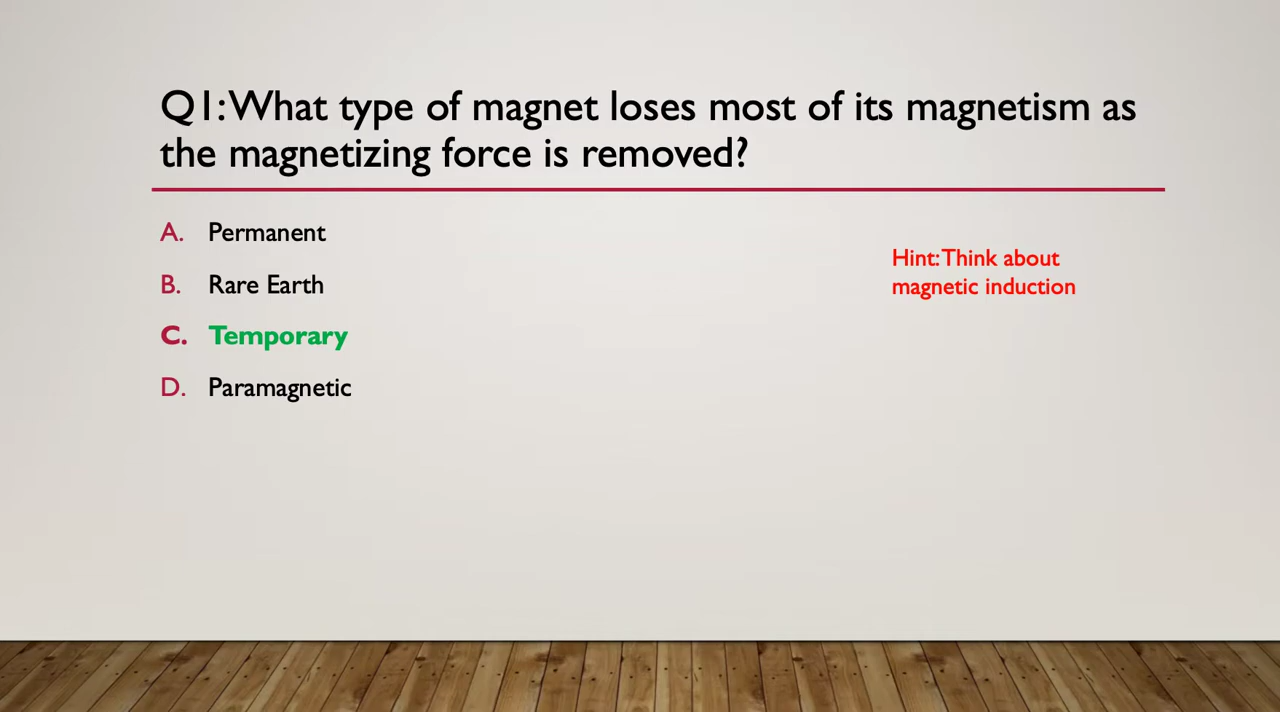 Q1: What type of magnet loses most of its magnetism as
the magnetizing force is removed?
A. Permanent
B. Rare Earth
C. Temporary
D. Paramagnetic
Hint: Think about
magnetic induction